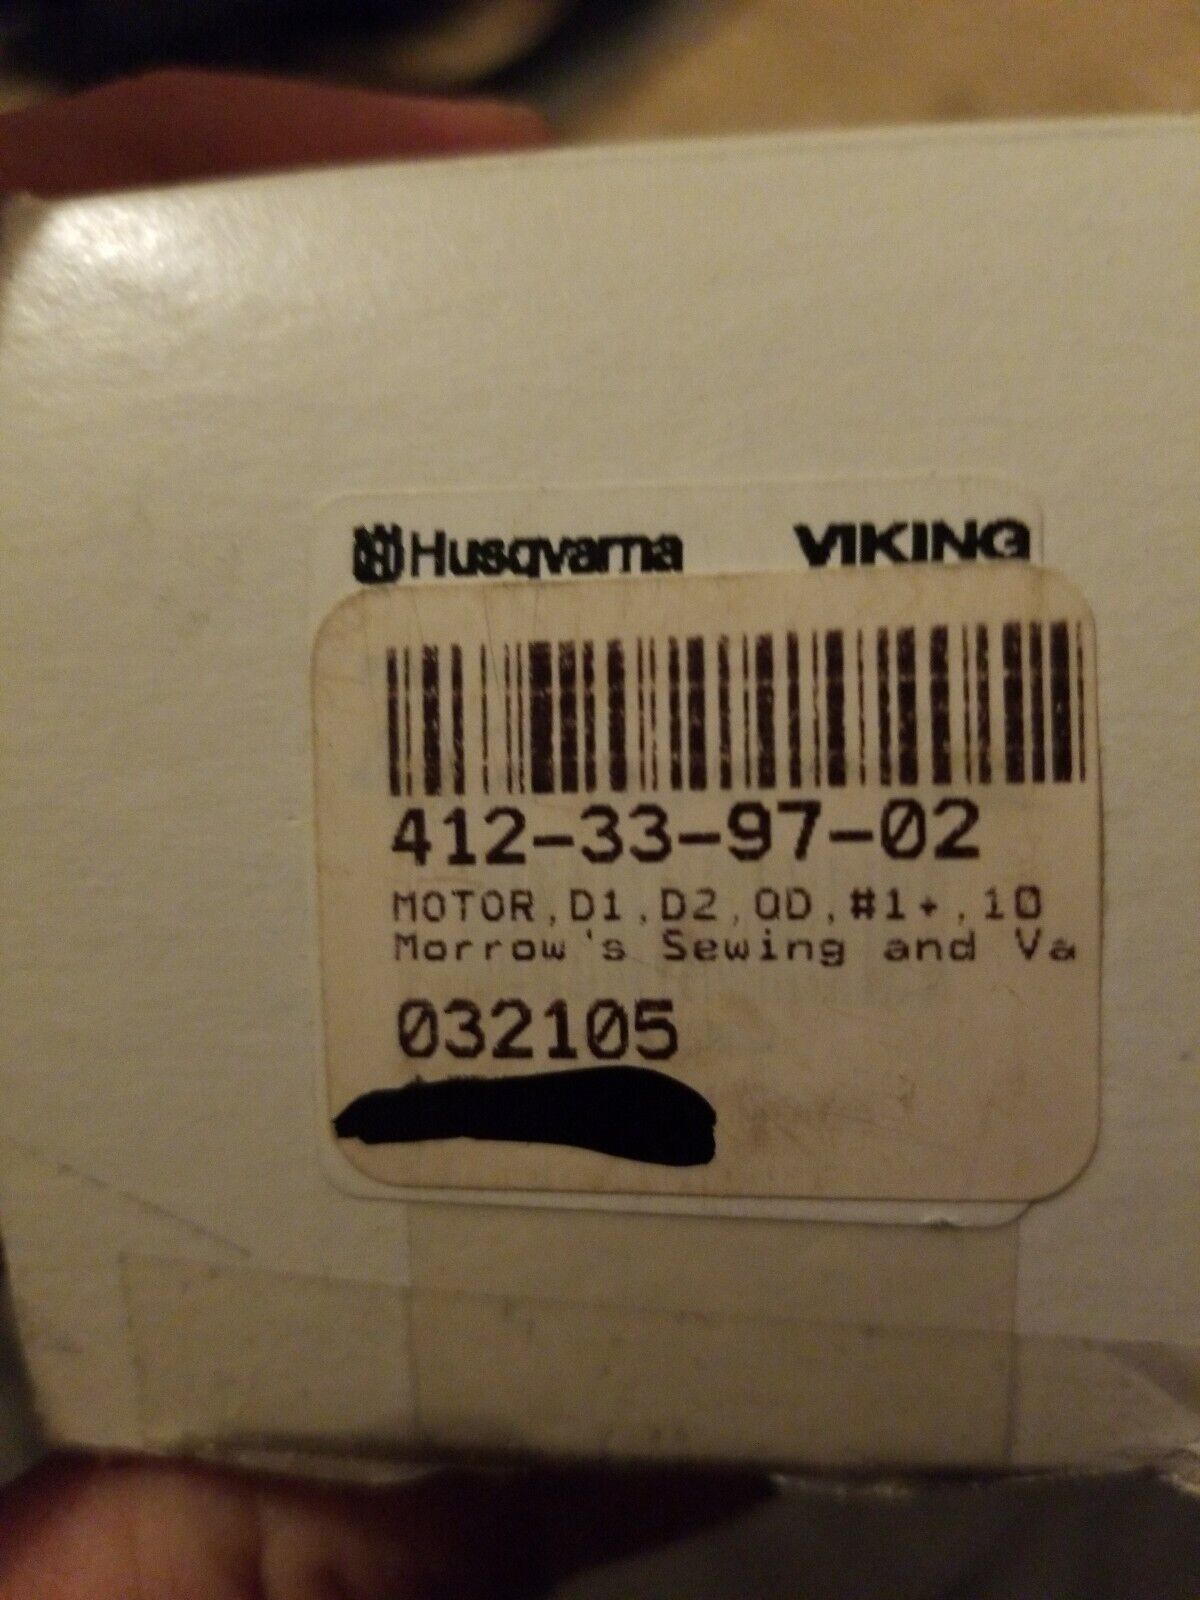 Husqvarna VIKING
412-33-97-02
MOTOR,D1,D2,QD,#1+,10
Morrow's Sewing and Va
032105